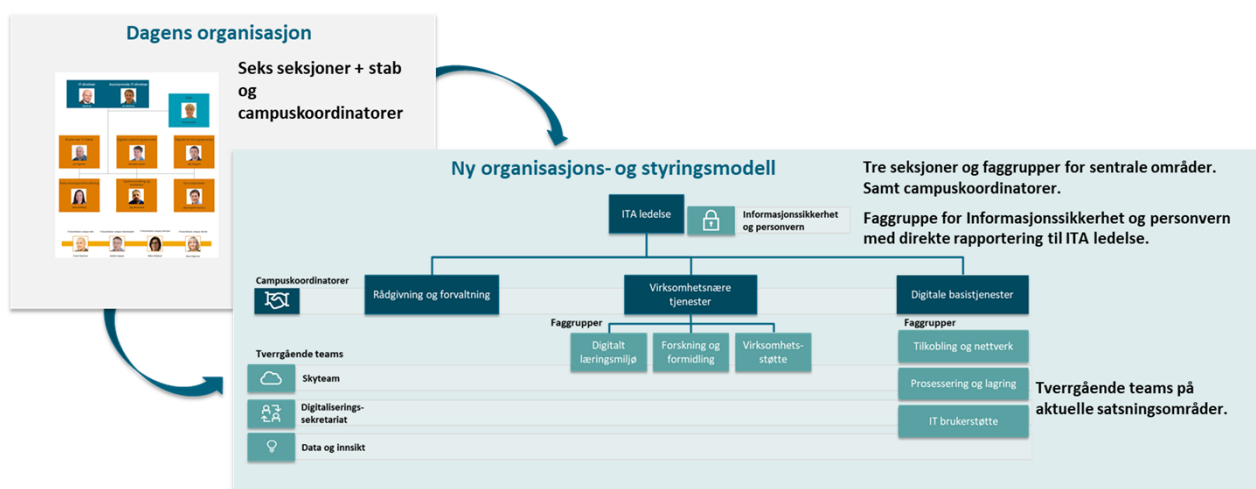 Dagens organisasjon
Seks seksjoner + stab
og
campuskoordinatorer
Ny organisasjons- og styringsmodell
Tre seksjoner og faggrupper for sentrale områder.
Samt campuskoordinatorer.
Faggruppe for Informasjonssikkerhet og personvern
med direkte rapportering til ITA ledelse.
ITA ledelse
Informasjonssikkerhet
og personvern
Campuskoordinatorer
Rådgivning og forvaltning
Virksomhetsnære
tjenester
Digitale basistjenester
Faggrupper
Digitalt
læringsmiljø
Forskning og
formidling
Virksomhets-
støtte
Faggrupper
Tilkobling og nettverk
Prosessering og lagring
IT brukerstøtte
Tverrgående teams
Skyteam
Digitaliserings-
sekretariat
Data og innsikt
Tverrgående teams på
aktuelle satsningsområder.